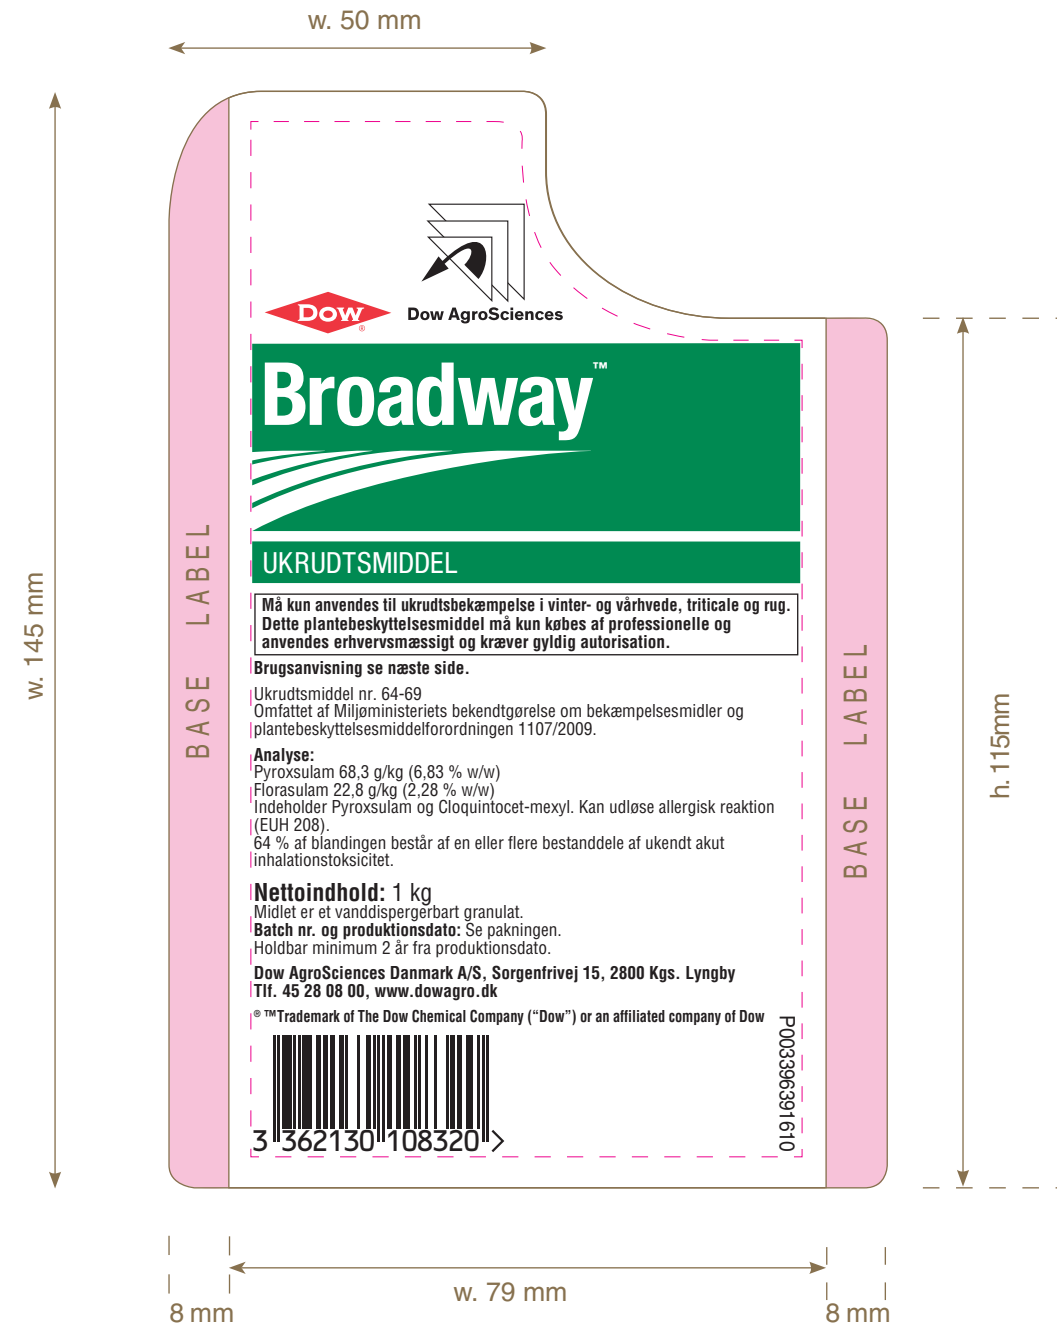 w. 50 mm
Dow
®
Dow AgroSciences
Broadway™
UKRUDTSMIDDEL
Må kun anvendes til ukrudtsbekæmpelse i vinter- og vårhvede, triticale og rug.
Dette plantebeskyttelsesmiddel må kun købes af professionelle og
anvendes erhvervsmæssigt og kræver gyldig autorisation.
Brugsanvisning se næste side.
Ukrudtsmiddel nr. 64-69
Omfattet af Miljøministeriets bekendtgørelse om bekæmpelsesmidler og
plantebeskyttelsesmiddelforordningen 1107/2009.
Analyse:
Pyroxsulam 68,3 g/kg (6,83 % w/w)
Florasulam 22,8 g/kg (2,28 % w/w)
Indeholder Pyroxsulam og Cloquintocet-mexyl. Kan udløse allergisk reaktion
(EUH 208).
64 % af blandingen består af en eller flere bestanddele af ukendt akut
inhalationstoksicitet.
Nettoindhold: 1 kg
Midlet er et vanddispergerbart granulat.
Batch nr. og produktionsdato: Se pakningen.
Holdbar minimum 2 år fra produktionsdato.
Dow AgroSciences Danmark A/S, Sorgenfrivej 15, 2800 Kgs. Lyngby
Tlf. 45 28 08 00, www.dowagro.dk
® ™Trademark of The Dow Chemical Company (“Dow”) or an affiliated company of Dow
3 362130 108320 >
P003396391610
BASE LABEL
BASE LABEL
w. 145 mm
h. 115mm
8 mm
w. 79 mm
8 mm